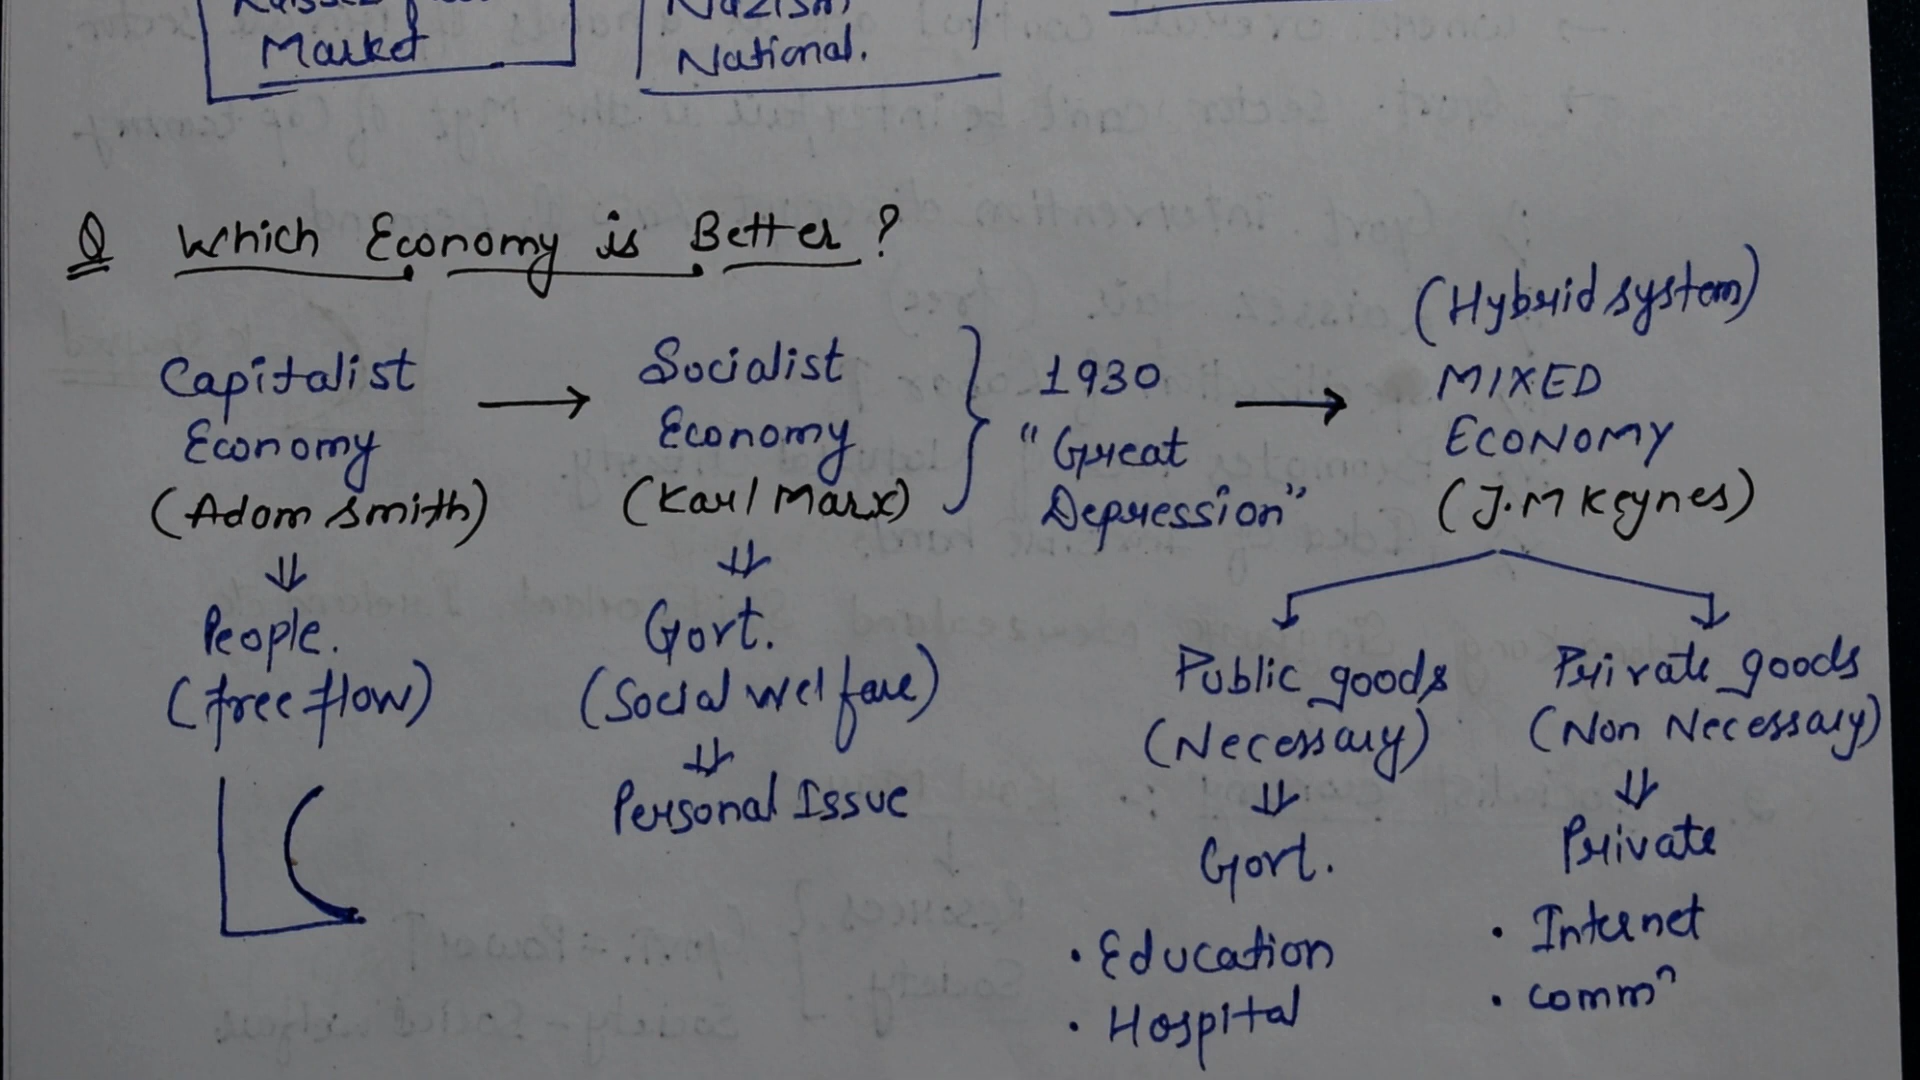 Market
Nazism,
National.
Q Which Economy is Better ?
Capitalist
Economy
(Adom Smith)
People.
(free flow)
Socialist
Economy
(Karl Marx)
Govt.
(Social welfare)
Personal Issue
1930
"Great
Depression"
(Hybrid system)
MIXED
ECONOMY
(J.M Keynes)
Public goods
(Necessary)
Govt.
• Education
• Hospital
Private goods
(Non Necessary)
Private
• Internet
• commⁿ